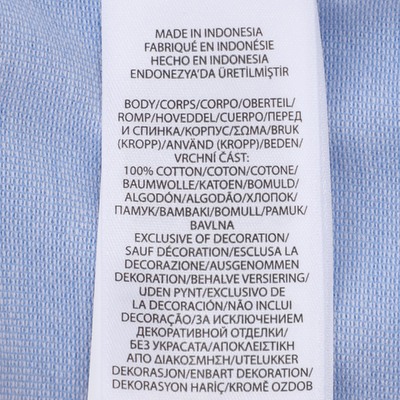 MADE IN INDONESIA
FABRIQUÉ EN INDONÉSIE
HECHO EN INDONESIA
ENDONEZYA'DA ÜRETİLMİŞTİR
BODY/CORPS/CORPO/OBERTEIL/
ROMP/HOVEDDEL/CUERPO/ПЕРЕД
И СПИНКА/КОРПУС/ΣΩΜΑ/BRUK
(KROPP)/ANVÄND (KROPP)/BEDEN/
VRCHNÍ ČÁST:
100% COTTON/COTON/COTONE/
BAUMWOLLE/KATOEN/BOMULD/
ALGODÓN/ALGODÃO/ХЛОПОК/
ПАМУК/BAMBAKI/BOMULL/PAMUK/
BAVLNA
EXCLUSIVE OF DECORATION/
SAUF DÉCORATION/ESCLUSA LA
DECORAZIONE/AUSGENOMMEN
DEKORATION/BEHALVE VERSIERING/
UDEN PYNT/EXCLUSIVO DE
LA DECORACIÓN/NÃO INCLUI
DECORAÇÃO/ЗА ИСКЛЮЧЕНИЕМ
ДЕКОРАТИВНОЙ ОТДЕЛКИ/
БЕЗ УКРАСАТА/ΑΠΟΚΛΕΙΣΤΙΚΗ
ΑΠΟ ΔΙΑΚΟΣΜΗΣΗ/UTELUKKER
DEKORASJON/ENBART DEKORATION/
DEKORASYON HARİÇ/KROMĚ OZDOB